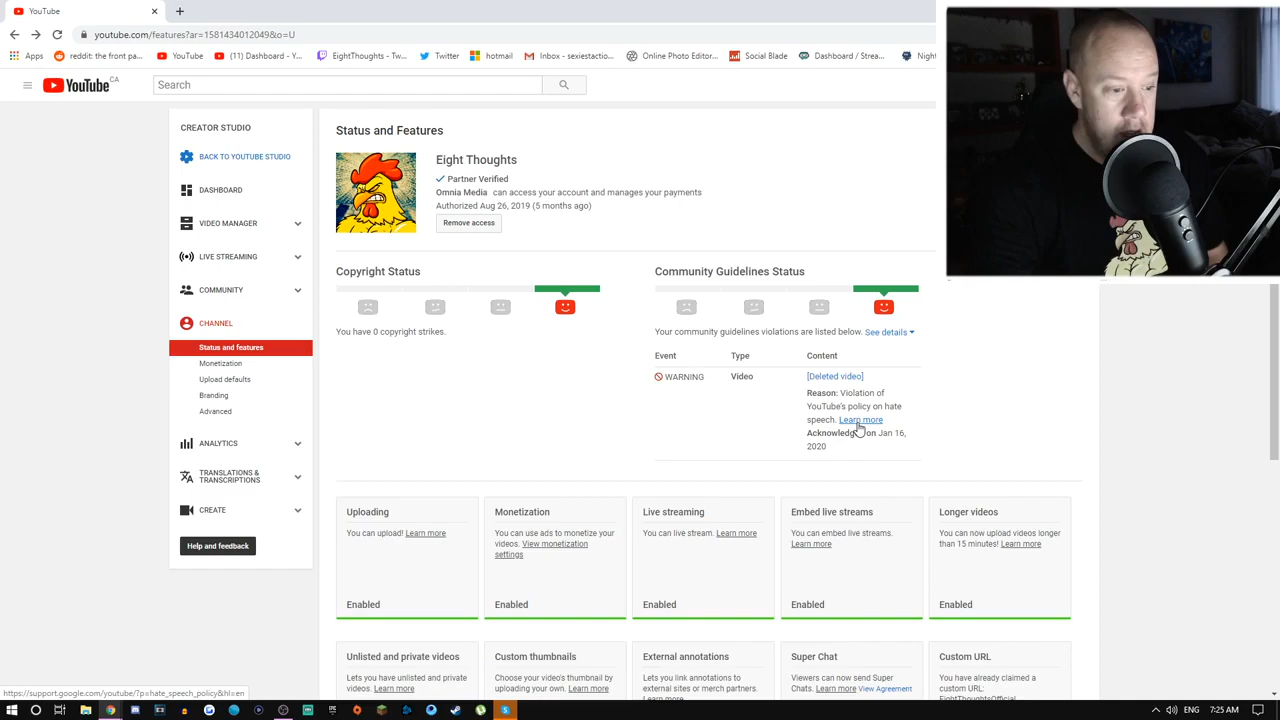 YouTube
youtube.com/features?ar=1581434012049&o=U
Apps
reddit: the front pa...
YouTube
(11) Dashboard - Y...
EightThoughts - Tw...
Twitter
hotmail
Inbox - sexiestactio...
Online Photo Editor...
Social Blade
Dashboard / Strea...
Nigh
YouTube CA
Search
CREATOR STUDIO
BACK TO YOUTUBE STUDIO
DASHBOARD
VIDEO MANAGER
LIVE STREAMING
COMMUNITY
CHANNEL
Status and features
Monetization
Upload defaults
Branding
Advanced
ANALYTICS
TRANSLATIONS &
TRANSCRIPTIONS
CREATE
Help and feedback
Status and Features
Eight Thoughts
Partner Verified
Omnia Media can access your account and manages your payments
Authorized Aug 26, 2019 (5 months ago)
Remove access
Copyright Status
You have 0 copyright strikes.
Community Guidelines Status
Your community guidelines violations are listed below. See details
Event Type Content
WARNING Video [Deleted video]
Reason: Violation of
YouTube's policy on hate
speech. Learn more
Acknowledg on Jan 16,
2020
Uploading
You can upload! Learn more
Enabled
Monetization
You can use ads to monetize your
videos. View monetization
settings
Enabled
Live streaming
You can live stream. Learn more
Enabled
Embed live streams
You can embed live streams.
Learn more
Enabled
Longer videos
You can now upload videos longer
than 15 minutes! Learn more
Enabled
Unlisted and private videos
Lets you have unlisted and private
videos. Learn more
Custom thumbnails
Choose your video's thumbnail by
uploading your own. Learn more
External annotations
Lets you link annotations to
external sites or merch partners.
Learn more
Super Chat
Viewers can now send Super
Chats. Learn more View Agreement
Custom URL
You have already claimed a
custom URL:
EightThoughtsOfficial
https://support.google.com/youtube/?p=hate_speech_policy&hl=en
ENG 7:25 AM